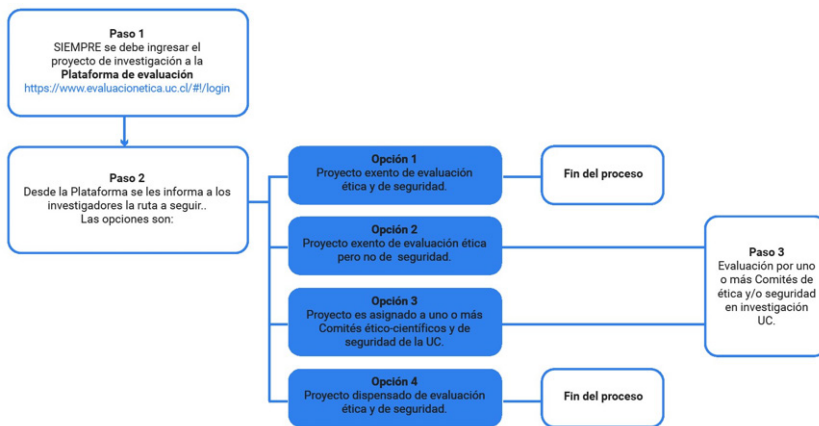 Paso 1
SIEMPRE se debe ingresar el
proyecto de investigación a la
Plataforma de evaluación
https://www.evaluacionetica.uc.cl/#!/login
Paso 2
Desde la Plataforma se les informa a los
investigadores la ruta a seguir..
Las opciones son:
Opción 1
Proyecto exento de evaluación
ética y de seguridad.
Fin del proceso
Opción 2
Proyecto exento de evaluación ética
pero no de seguridad.
Opción 3
Proyecto es asignado a uno o más
Comités ético-científicos y de
seguridad de la UC.
Paso 3
Evaluación por uno
o más Comités de
ética y/o seguridad
en investigación
UC.
Opción 4
Proyecto dispensado de evaluación
ética y de seguridad.
Fin del proceso